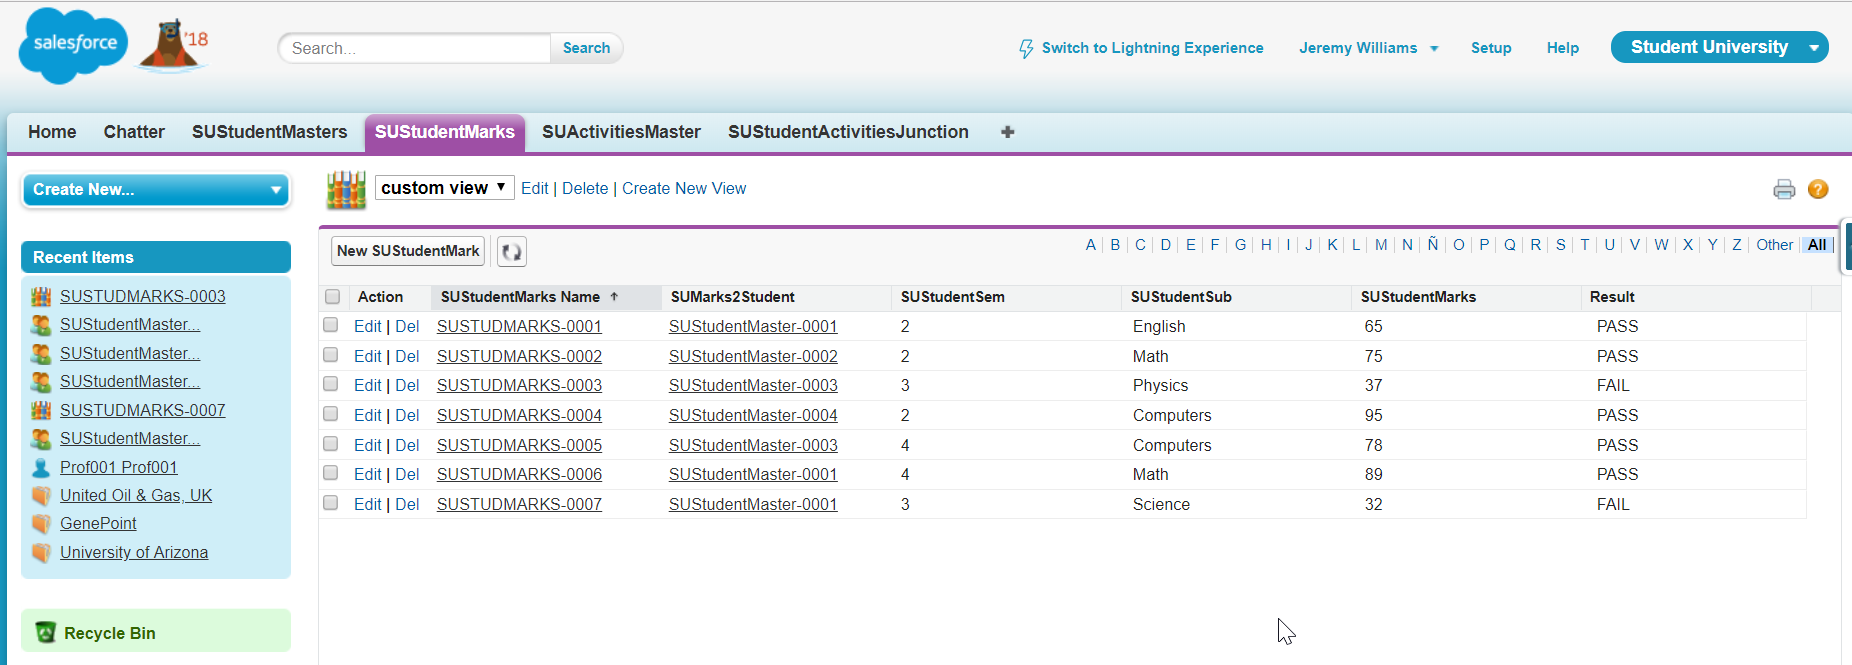 salesforce '18 Search... Search Switch to Lightning Experience Jeremy Williams Setup Help Student University
Home Chatter SUStudentMasters SUStudentMarks SUActivitiesMaster SUStudentActivitiesJunction
Create New...
Recent Items
SUSTUDMARKS-0003
SUStudentMaster...
SUStudentMaster...
SUStudentMaster...
SUSTUDMARKS-0007
SUStudentMaster...
Prof001 Prof001
United Oil & Gas, UK
GenePoint
University of Arizona
Recycle Bin
custom view Edit | Delete | Create New View
New SUStudentMark A B C D E F G H I J K L M N Ñ O P Q R S T U V W X Y Z Other All
Action SUStudentMarks Name SUMarks2Student SUStudentSem SUStudentSub SUStudentMarks Result
Edit | Del SUSTUDMARKS-0001 SUStudentMaster-0001 2 English 65 PASS
Edit | Del SUSTUDMARKS-0002 SUStudentMaster-0002 2 Math 75 PASS
Edit | Del SUSTUDMARKS-0003 SUStudentMaster-0003 3 Physics 37 FAIL
Edit | Del SUSTUDMARKS-0004 SUStudentMaster-0004 2 Computers 95 PASS
Edit | Del SUSTUDMARKS-0005 SUStudentMaster-0003 4 Computers 78 PASS
Edit | Del SUSTUDMARKS-0006 SUStudentMaster-0001 4 Math 89 PASS
Edit | Del SUSTUDMARKS-0007 SUStudentMaster-0001 3 Science 32 FAIL